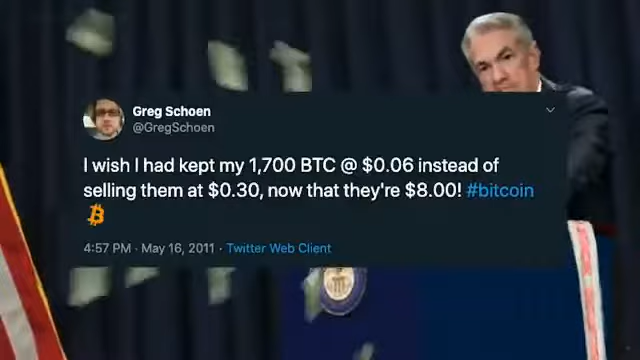 Greg Schoen
@GregSchoen
I wish I had kept my 1,700 BTC @ $0.06 instead of
selling them at $0.30, now that they're $8.00! #bitcoin
4:57 PM · May 16, 2011 · Twitter Web Client